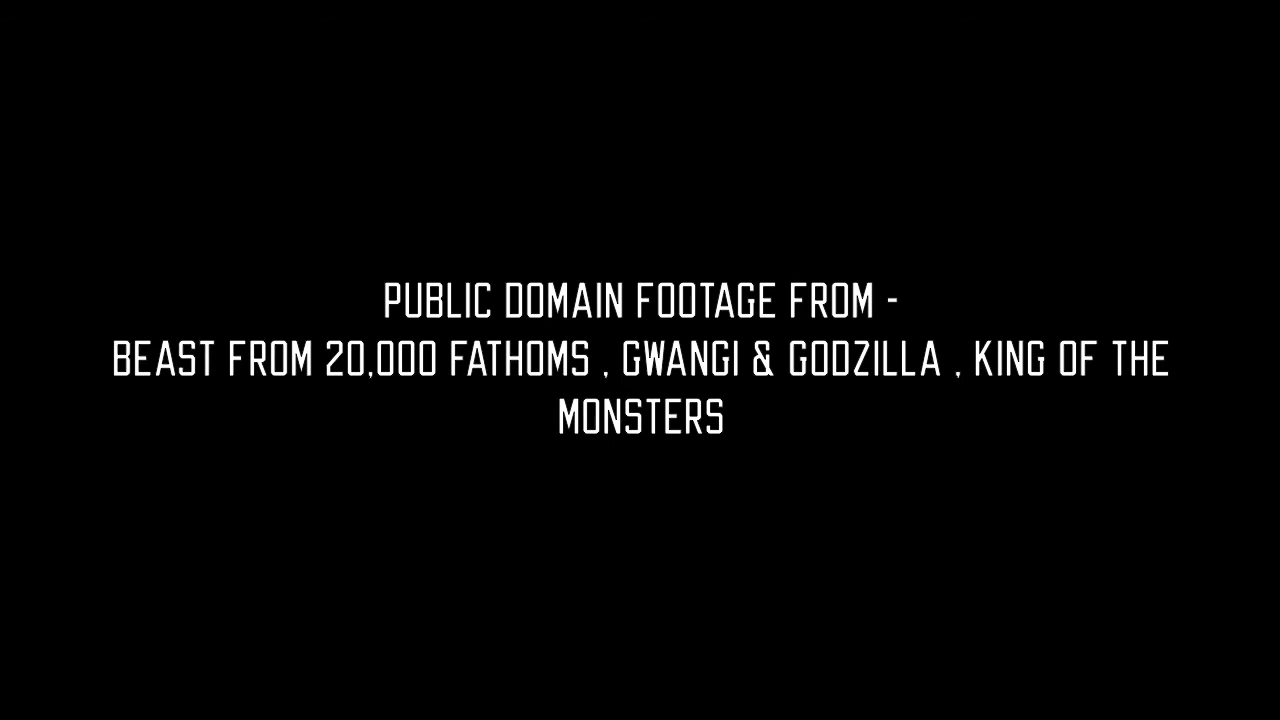 PUBLIC DOMAIN FOOTAGE FROM -
BEAST FROM 20,000 FATHOMS , GWANGI & GODZILLA , KING OF THE
MONSTERS